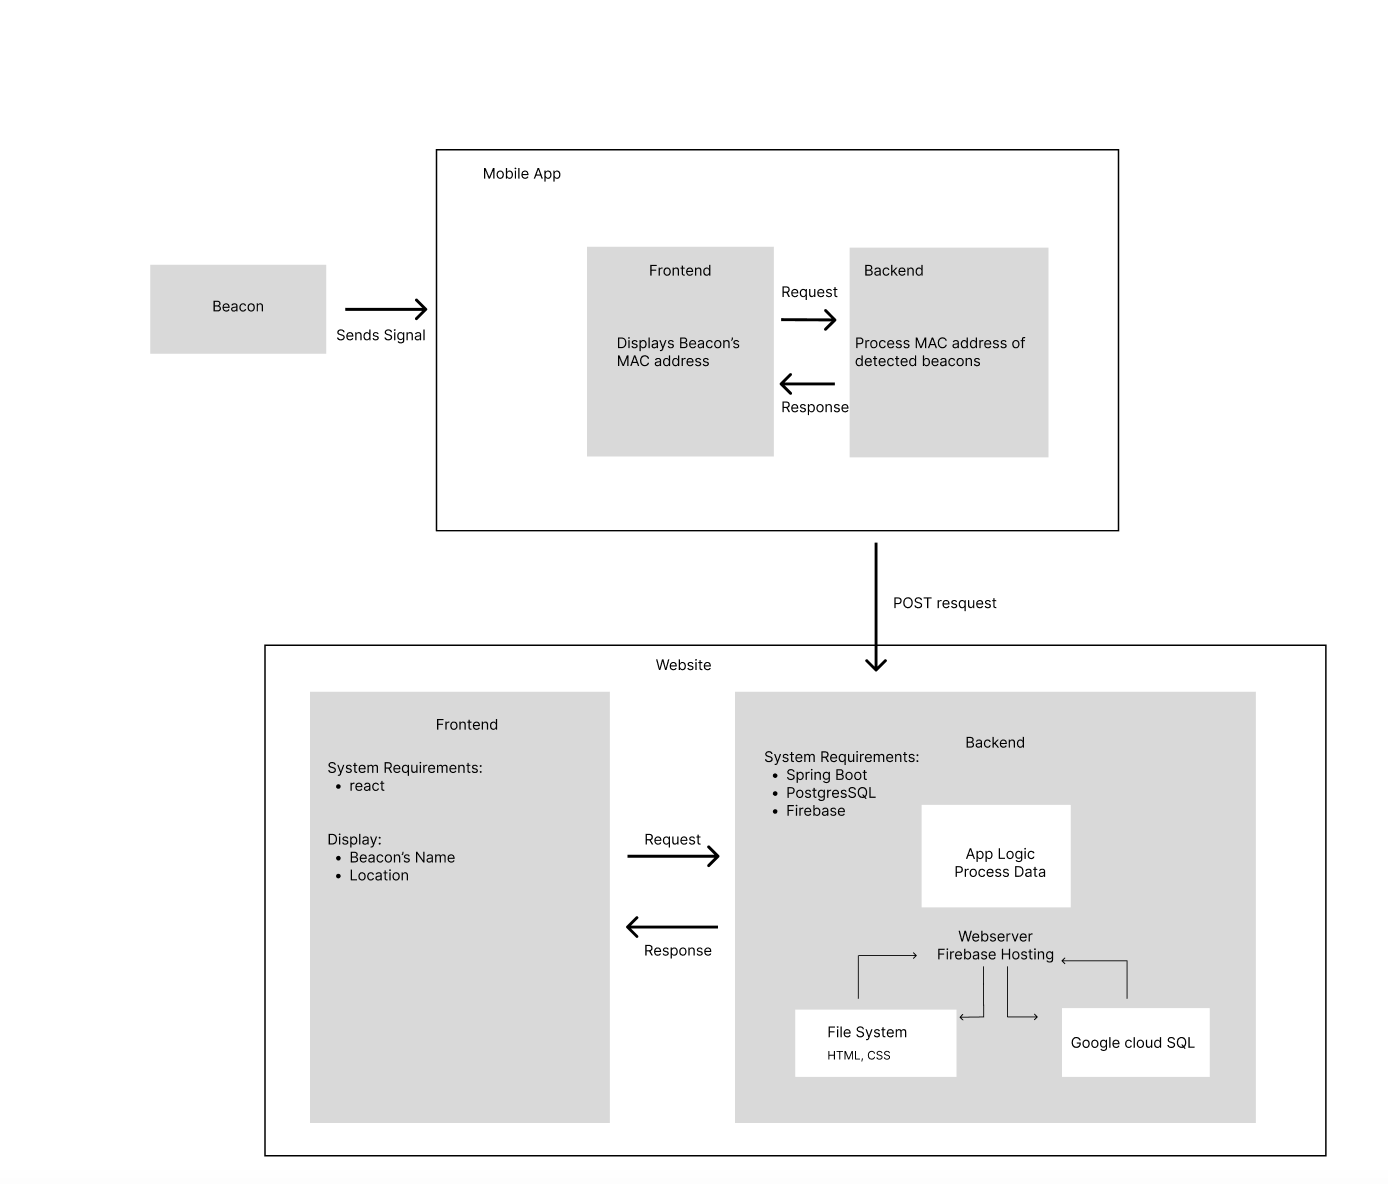 Mobile App
Beacon
Sends Signal
Frontend
Displays Beacon's
MAC address
Request
Response
Backend
Process MAC address of
detected beacons
POST resquest
Website
Frontend
System Requirements:
• react
Display:
• Beacon's Name
• Location
Request
Response
Backend
System Requirements:
• Spring Boot
• PostgresSQL
• Firebase
App Logic
Process Data
Webserver
Firebase Hosting
File System
HTML, CSS
Google cloud SQL